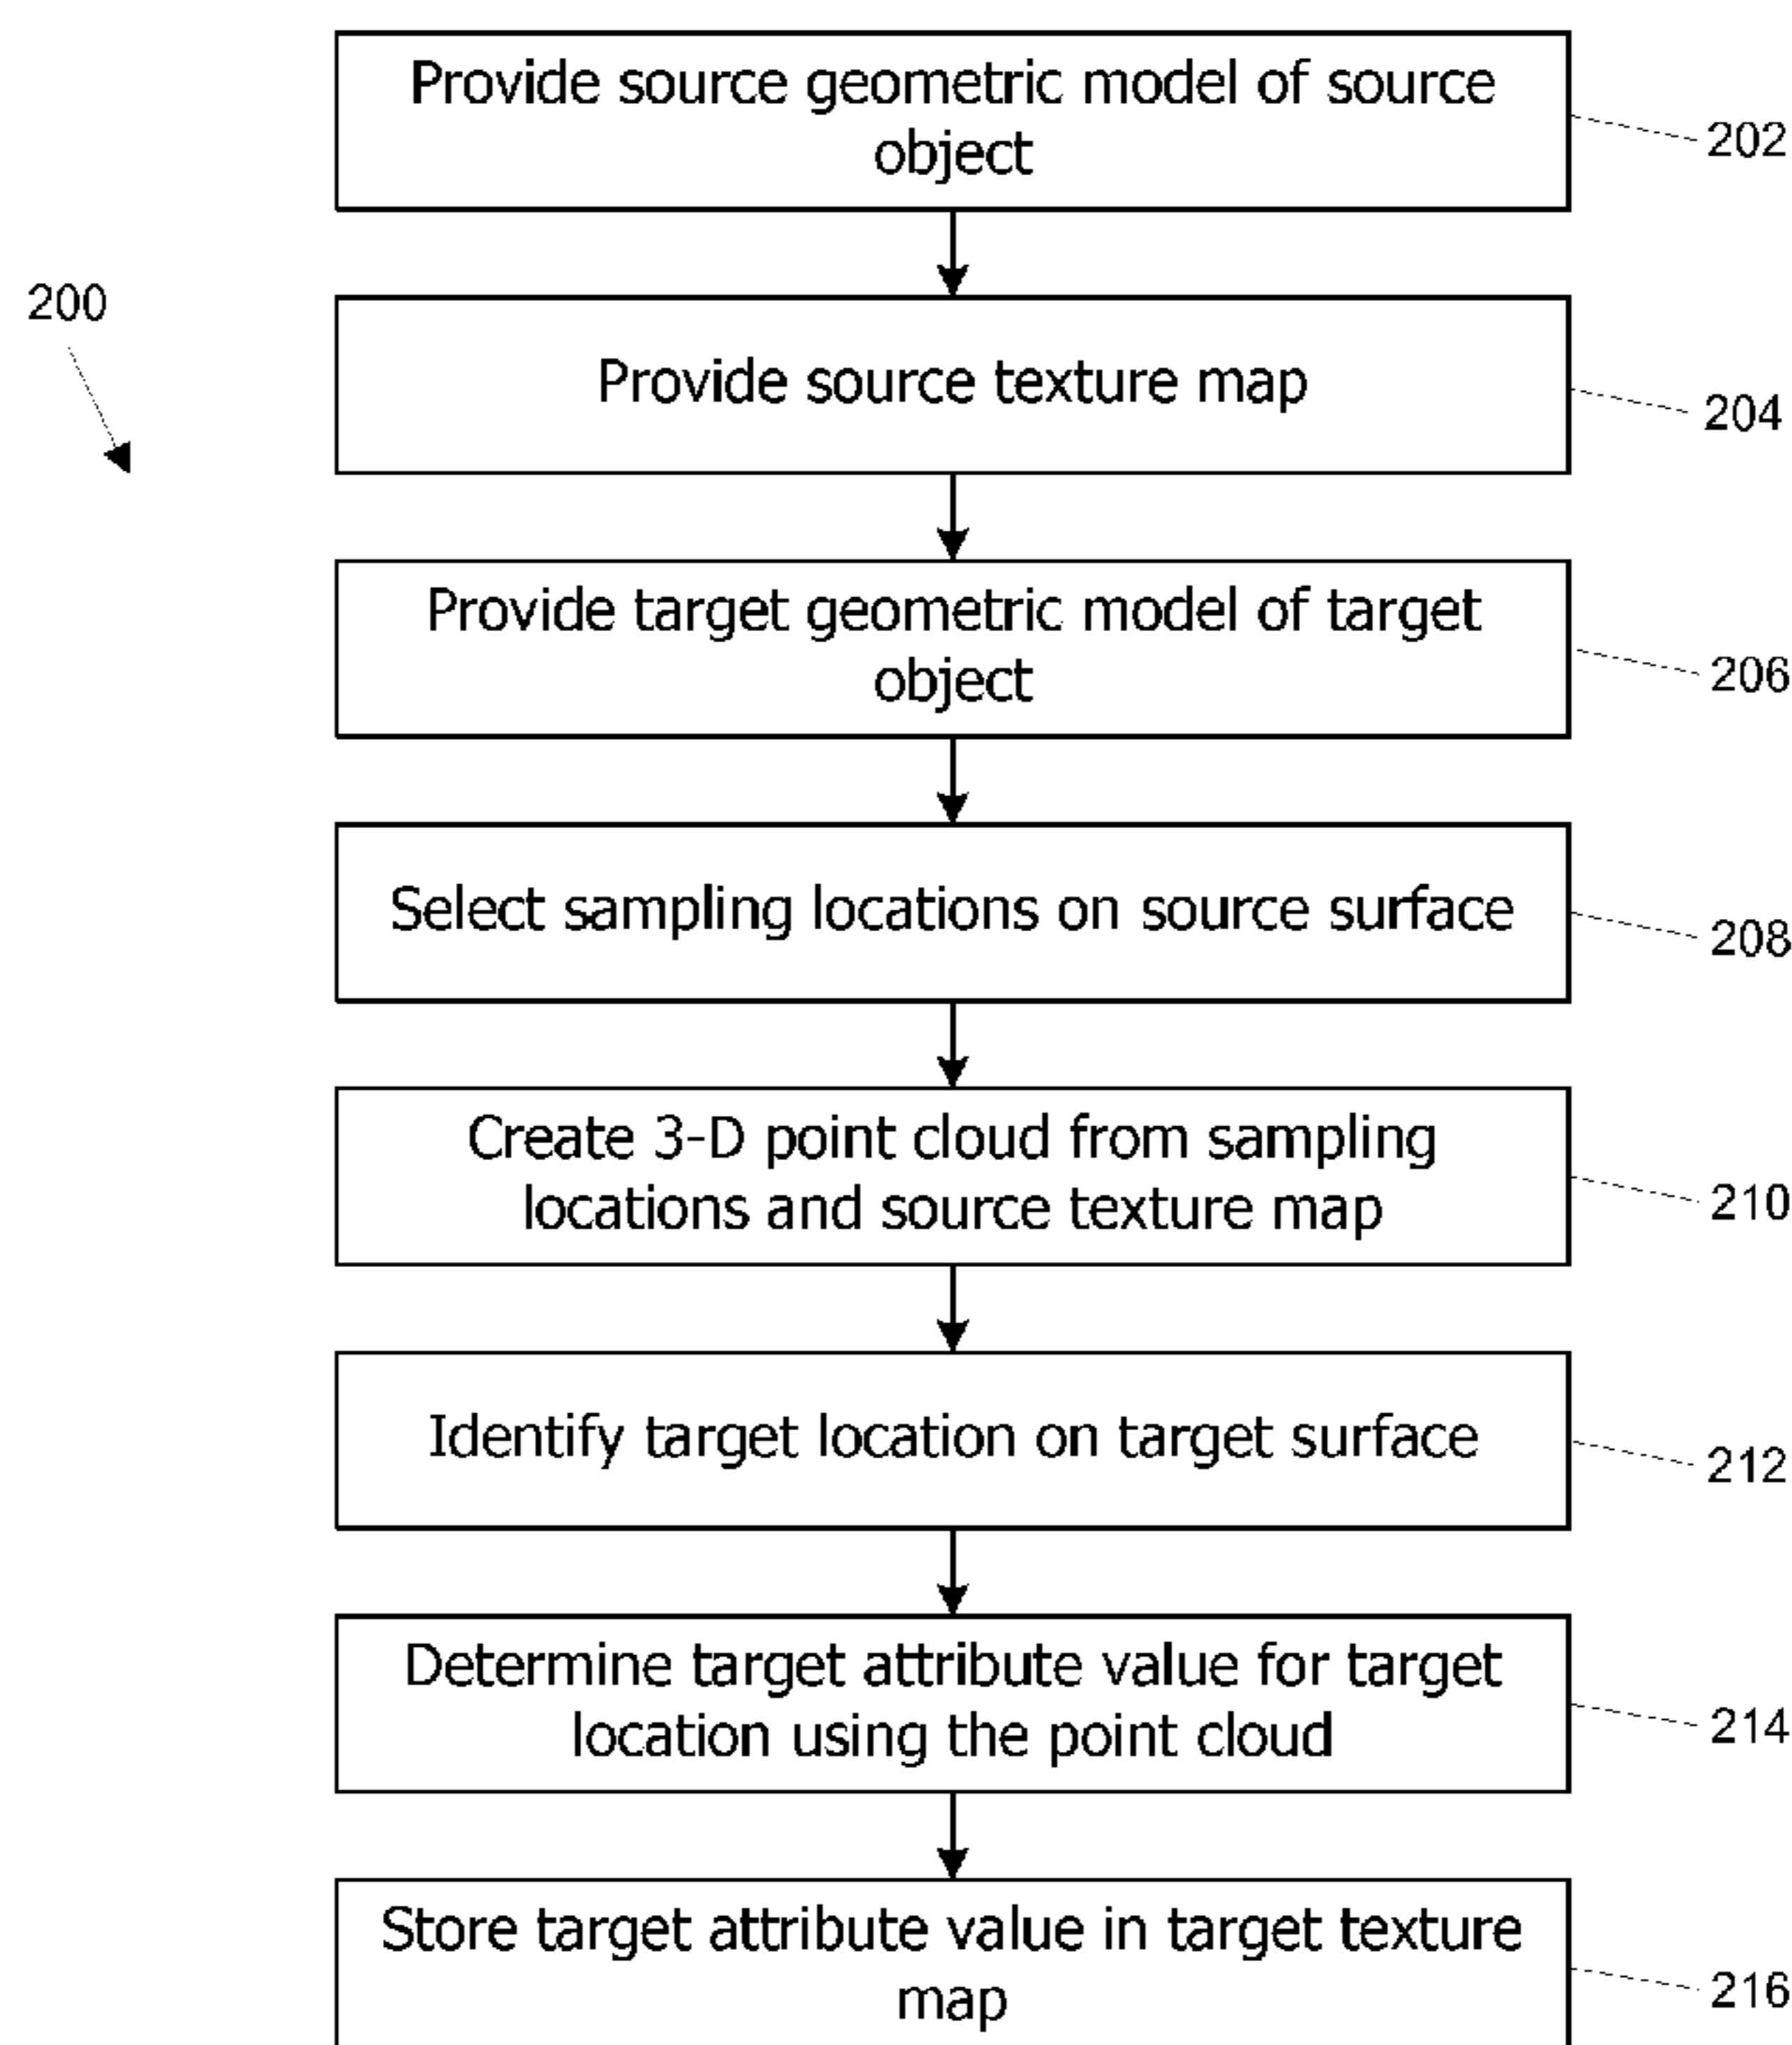 Provide source geometric model of source
object
202
200
Provide source texture map
204
Provide target geometric model of target
object
206
Select sampling locations on source surface
208
Create 3-D point cloud from sampling
locations and source texture map
210
Identify target location on target surface
212
Determine target attribute value for target
location using the point cloud
214
Store target attribute value in target texture
map
216